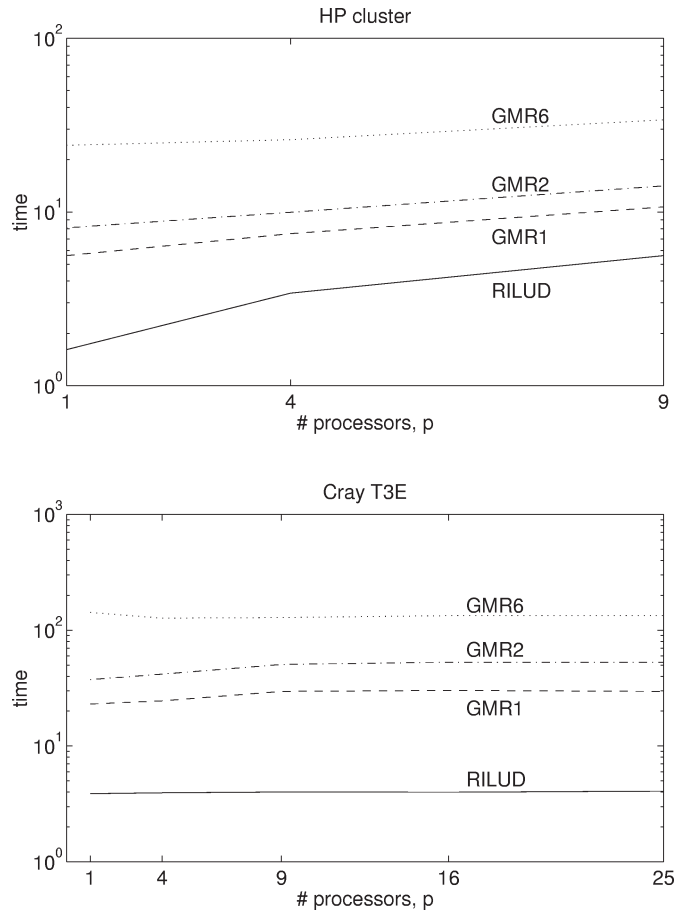 HP cluster
10^2
GMR6
GMR2
10^1
GMR1
RILUD
10^0
time
1 4 9
# processors, p
Cray T3E
10^3
GMR6
10^2
GMR2
GMR1
10^1
RILUD
10^0
time
1 4 9 16 25
# processors, p